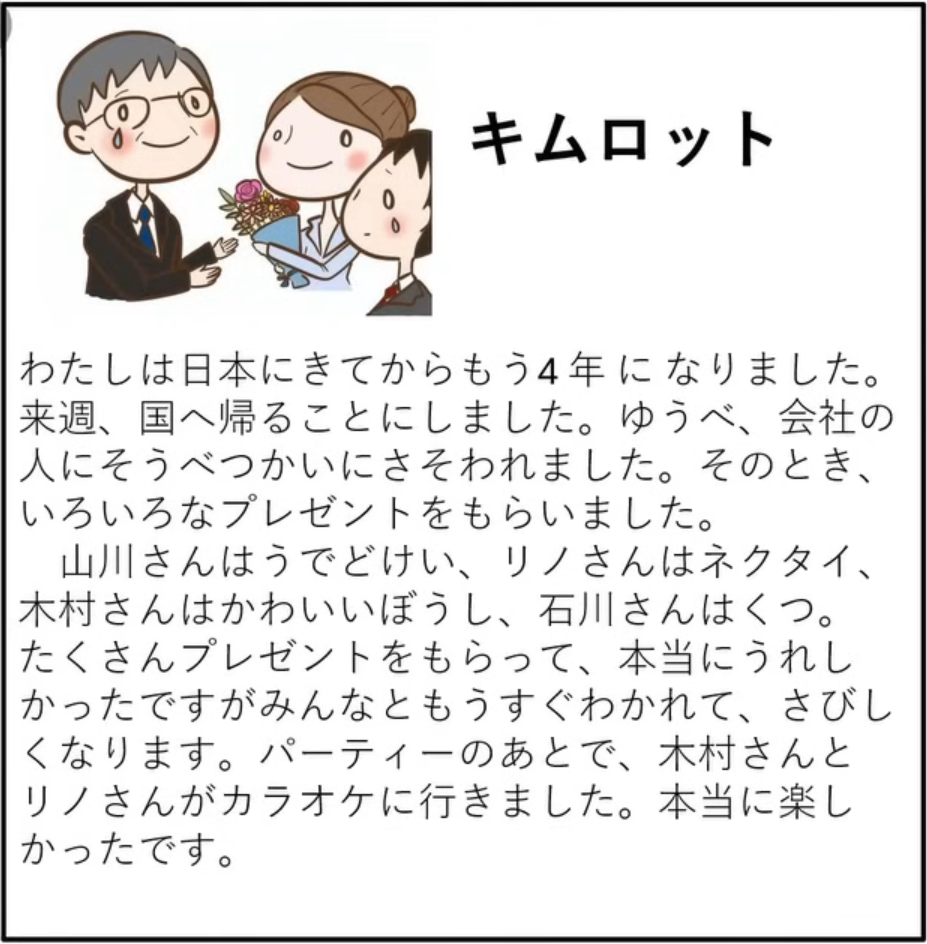 キムロット
わたしは日本にきてからもう4年になりました。
来週、国へ帰ることにしました。ゆうべ、会社の
人にそうべつかいにさそわれました。そのとき、
いろいろなプレゼントをもらいました。
　山川さんはうでどけい、リノさんはネクタイ、
木村さんはかわいいぼうし、石川さんはくつ。
たくさんプレゼントをもらって、本当にうれし
かったですがみんなともうすぐわかれて、さびし
くなります。パーティーのあとで、木村さんと
リノさんがカラオケに行きました。本当に楽し
かったです。